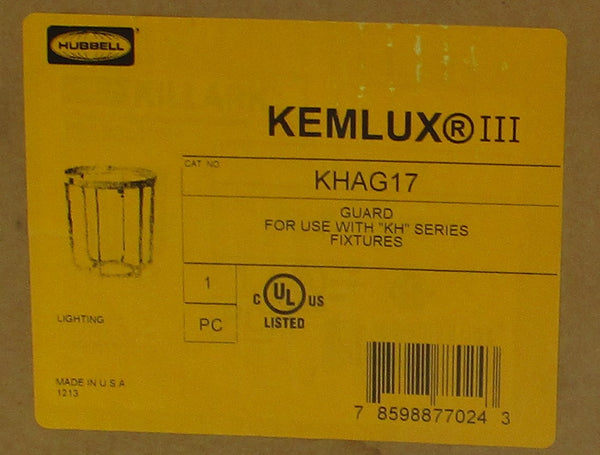 HUBBELL
KEMLUX® III
CAT. NO.
KHAG17
GUARD
FOR USE WITH "KH" SERIES
FIXTURES
1
PC
C UL US
LISTED
LIGHTING
MADE IN U.S.A
1213
7 8598877024 3